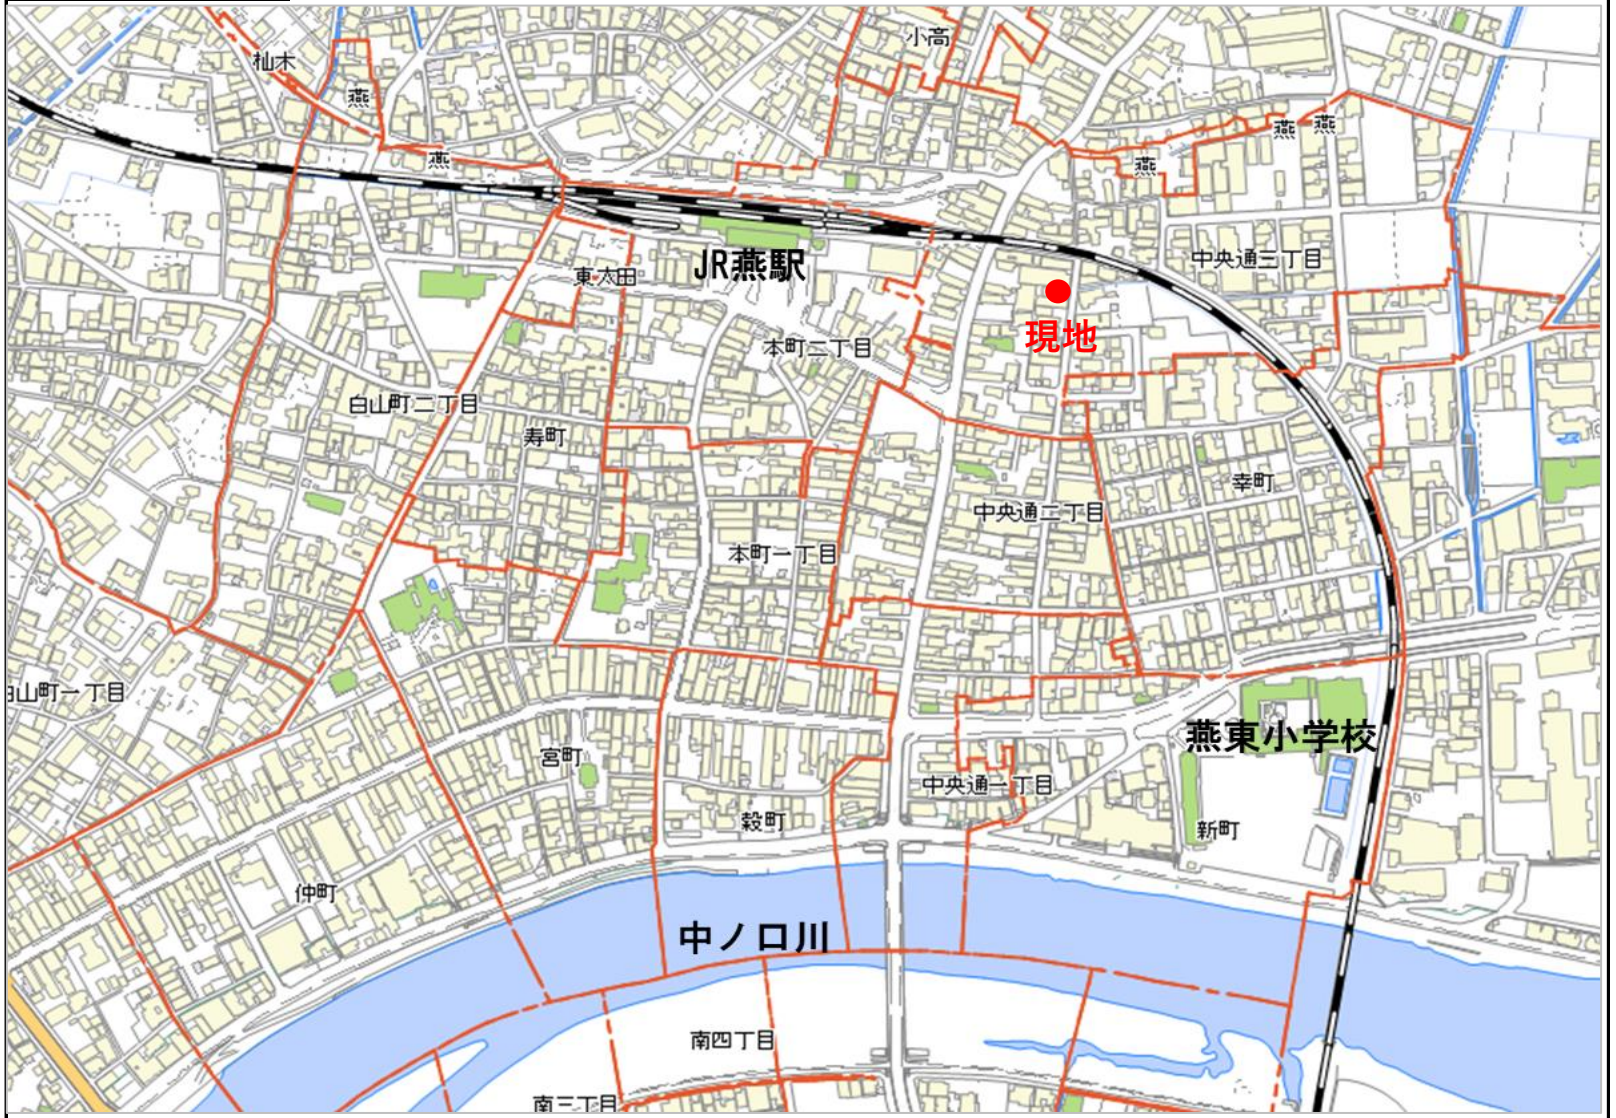 小高
杣木
燕
燕
燕
燕
燕
中央通三丁目
JR燕駅
東太田
現地
本町二丁目
白山町二丁目
寿町
幸町
中央通二丁目
本町一丁目
白山町一丁目
燕東小学校
宮町
中央通一丁目
穀町
新町
仲町
中ノ口川
南四丁目
南三丁目